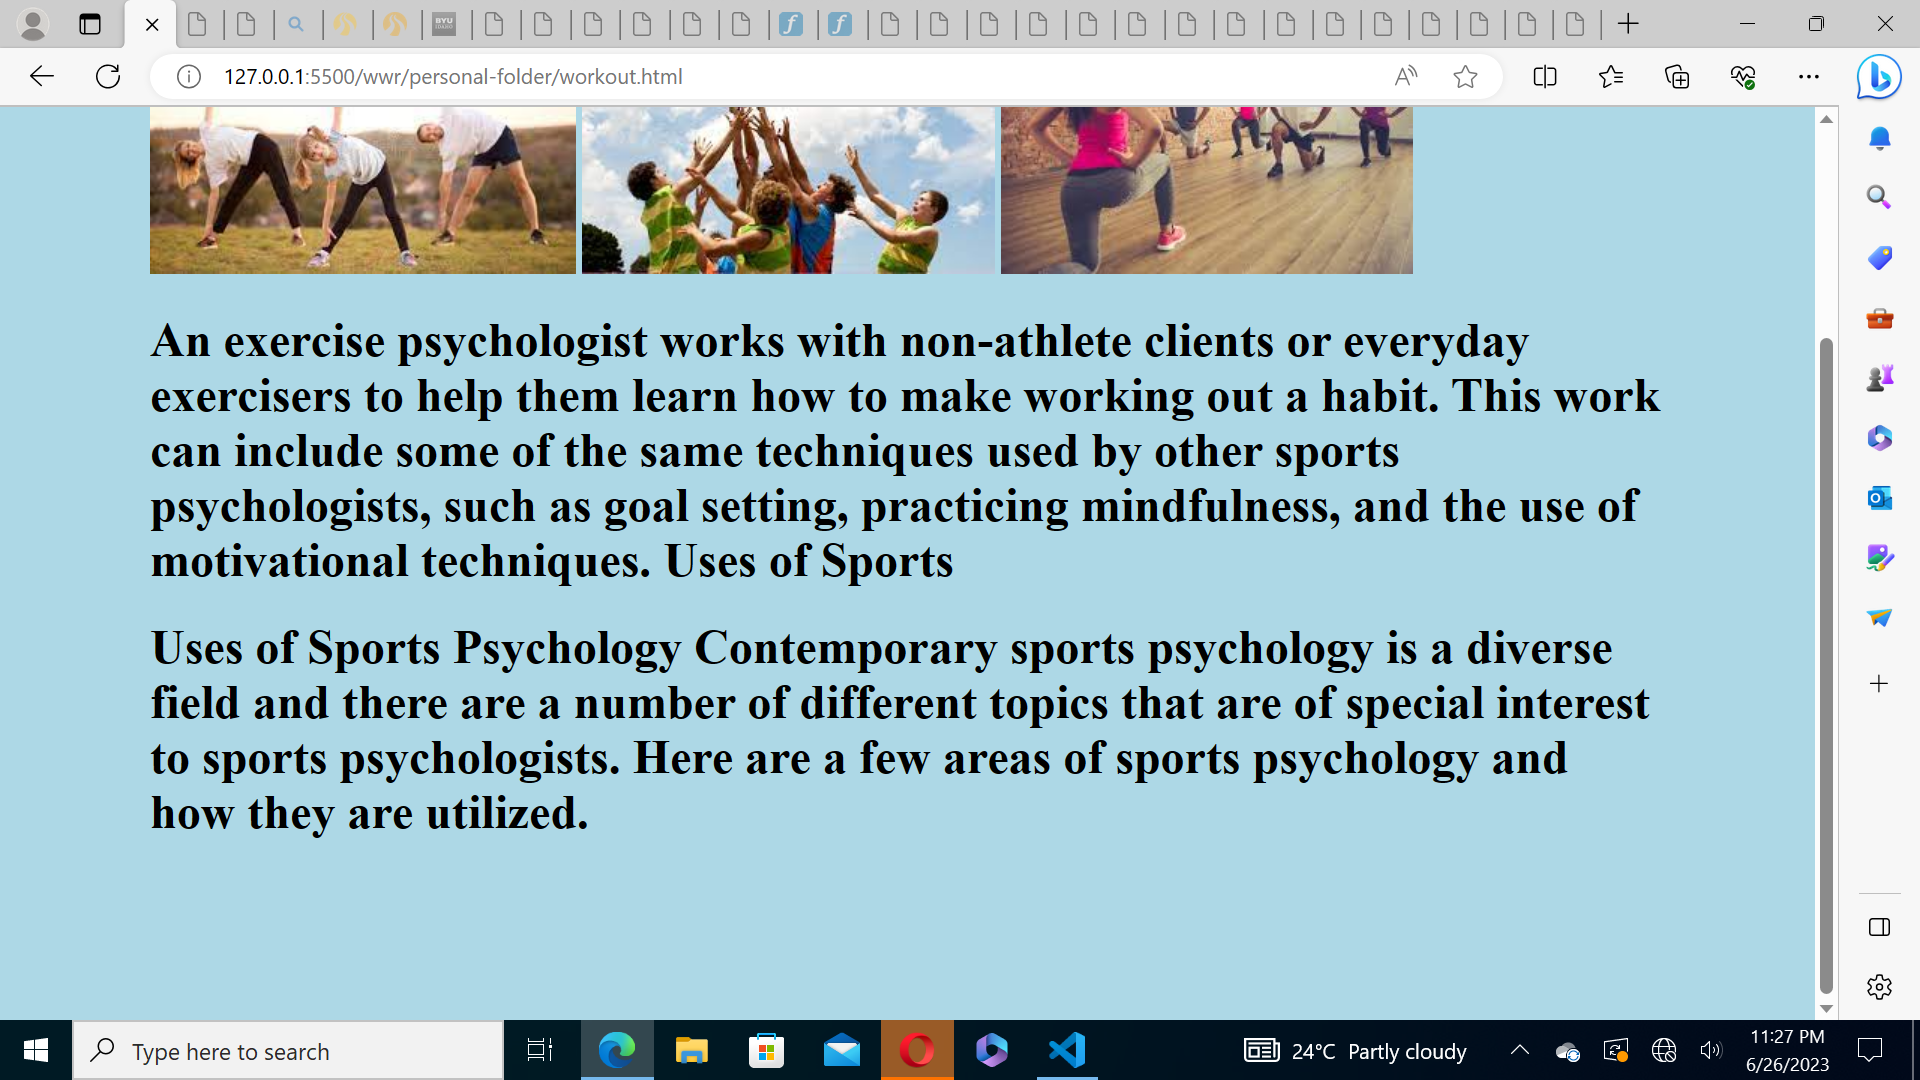 BYU
IDAHO
127.0.0.1:5500/wwr/personal-folder/workout.html
An exercise psychologist works with non-athlete clients or everyday
exercisers to help them learn how to make working out a habit. This work
can include some of the same techniques used by other sports
psychologists, such as goal setting, practicing mindfulness, and the use of
motivational techniques. Uses of Sports
Uses of Sports Psychology Contemporary sports psychology is a diverse
field and there are a number of different topics that are of special interest
to sports psychologists. Here are a few areas of sports psychology and
how they are utilized.
Type here to search
24°C Partly cloudy
11:27 PM
6/26/2023